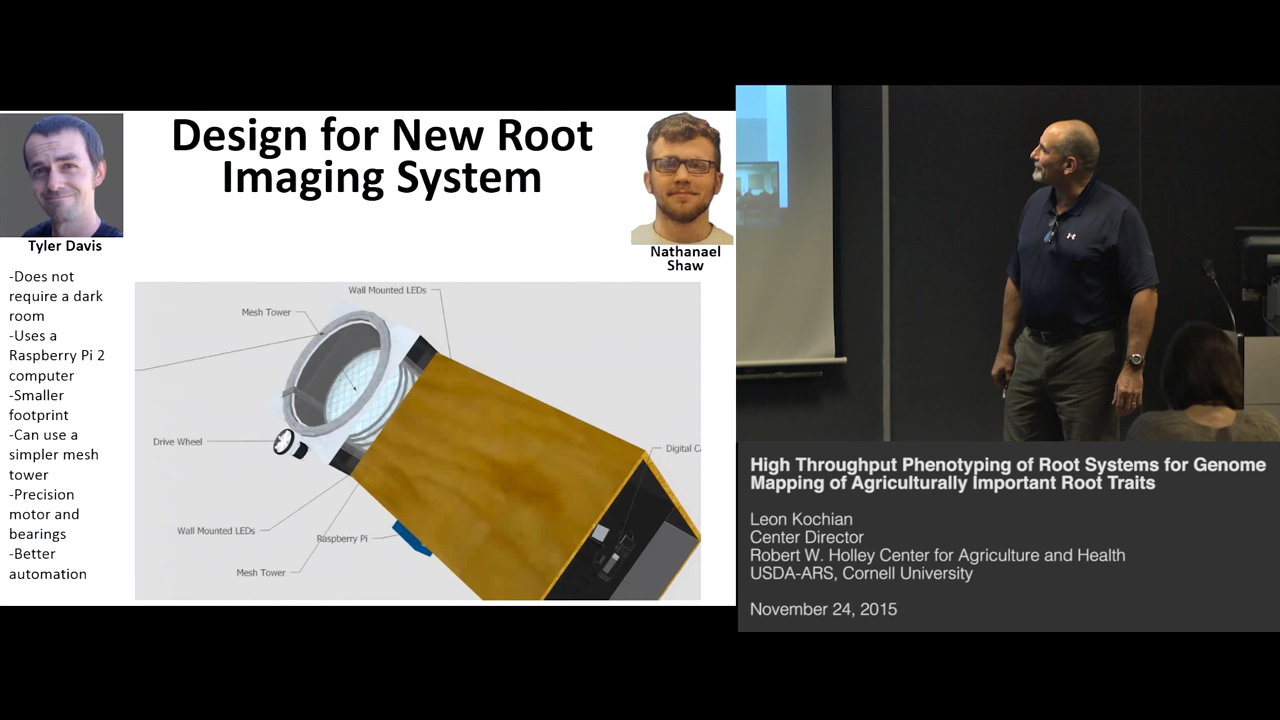 Design for New Root
Imaging System
Tyler Davis
Nathanael
Shaw
-Does not
require a dark
room
-Uses a
Raspberry Pi 2
computer
-Smaller
footprint
-Can use a
simpler mesh
tower
-Precision
motor and
bearings
-Better
automation
Wall Mounted LEDs
Mesh Tower
Drive Wheel
Digital C
Wall Mounted LEDs
Raspberry Pi
Mesh Tower
High Throughput Phenotyping of Root Systems for Genome
Mapping of Agriculturally Important Root Traits
Leon Kochian
Center Director
Robert W. Holley Center for Agriculture and Health
USDA-ARS, Cornell University
November 24, 2015